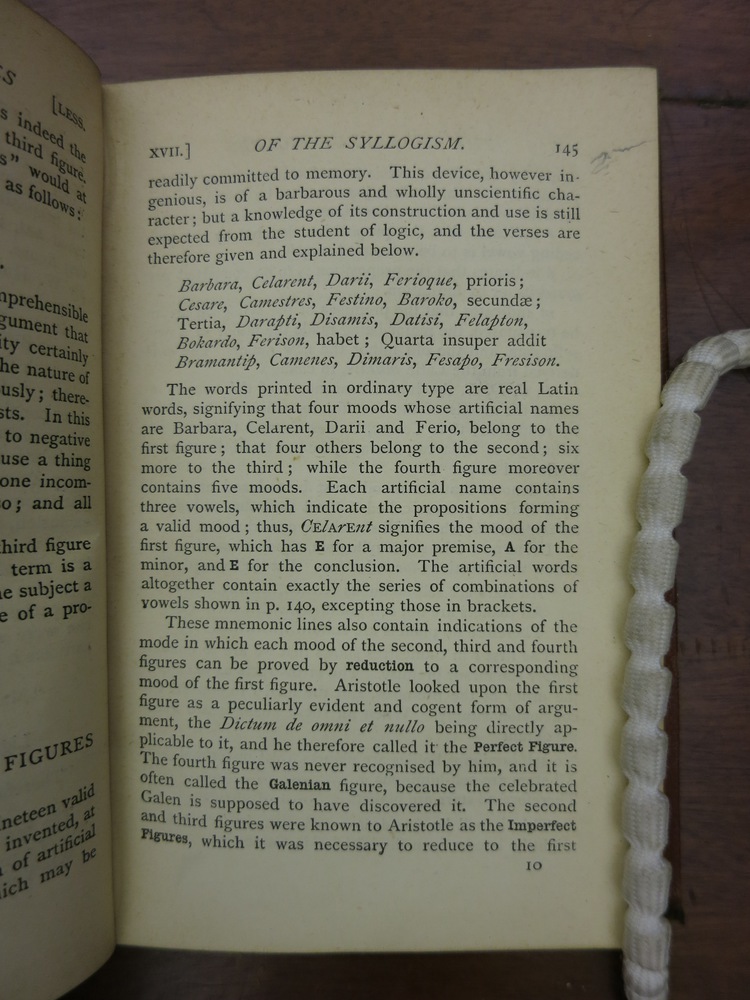 S [LESS.
s indeed the
third figure.
s" would at
as follows:
mprehensible
gument that
ity certainly
he nature of
usly; there-
sts. In this
to negative
use a thing
one incom-
o; and all
hird figure
term is a
e subject a
e of a pro-
FIGURES
neteen valid
invented, at
of artificial
ich may be
XVII.] OF THE SYLLOGISM. 145
readily committed to memory. This device, however in-
genious, is of a barbarous and wholly unscientific cha-
racter; but a knowledge of its construction and use is still
expected from the student of logic, and the verses are
therefore given and explained below.
Barbara, Celarent, Darii, Ferioque, prioris;
Cesare, Camestres, Festino, Baroko, secundæ;
Tertia, Darapti, Disamis, Datisi, Felapton,
Bokardo, Ferison, habet; Quarta insuper addit
Bramantip, Camenes, Dimaris, Fesapo, Fresison.
The words printed in ordinary type are real Latin
words, signifying that four moods whose artificial names
are Barbara, Celarent, Darii and Ferio, belong to the
first figure; that four others belong to the second; six
more to the third; while the fourth figure moreover
contains five moods. Each artificial name contains
three vowels, which indicate the propositions forming
a valid mood; thus, CElArEnt signifies the mood of the
first figure, which has E for a major premise, A for the
minor, and E for the conclusion. The artificial words
altogether contain exactly the series of combinations of
vowels shown in p. 140, excepting those in brackets.
These mnemonic lines also contain indications of the
mode in which each mood of the second, third and fourth
figures can be proved by reduction to a corresponding
mood of the first figure. Aristotle looked upon the first
figure as a peculiarly evident and cogent form of argu-
ment, the Dictum de omni et nullo being directly ap-
plicable to it, and he therefore called it the Perfect Figure.
The fourth figure was never recognised by him, and it is
often called the Galenian figure, because the celebrated
Galen is supposed to have discovered it. The second
and third figures were known to Aristotle as the Imperfect
Figures, which it was necessary to reduce to the first
10